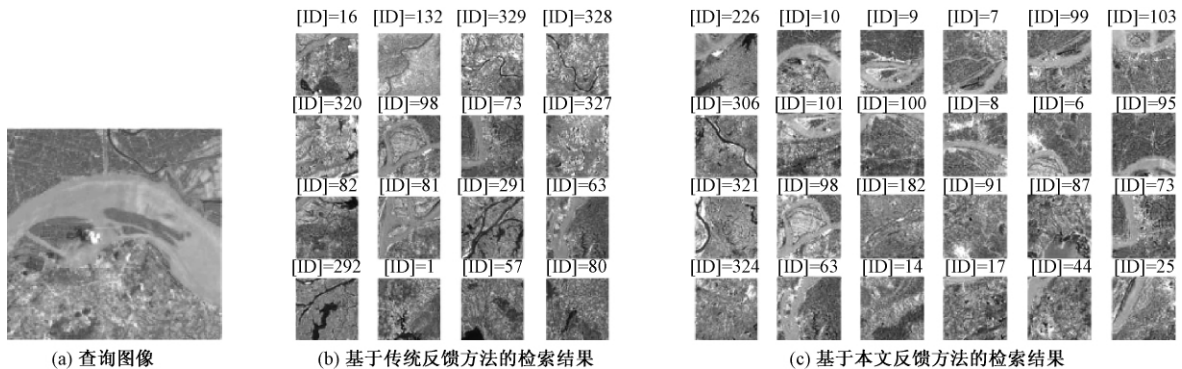 [ID]=16 [ID]=132 [ID]=329 [ID]=328
[ID]=320 [ID]=98 [ID]=73 [ID]=327
[ID]=82 [ID]=81 [ID]=291 [ID]=63
[ID]=292 [ID]=1 [ID]=57 [ID]=80
[ID]=226 [ID]=10 [ID]=9 [ID]=7 [ID]=99 [ID]=103
[ID]=306 [ID]=101 [ID]=100 [ID]=8 [ID]=6 [ID]=95
[ID]=321 [ID]=98 [ID]=182 [ID]=91 [ID]=87 [ID]=73
[ID]=324 [ID]=63 [ID]=14 [ID]=17 [ID]=44 [ID]=25
(a) 查询图像
(b) 基于传统反馈方法的检索结果
(c) 基于本文反馈方法的检索结果